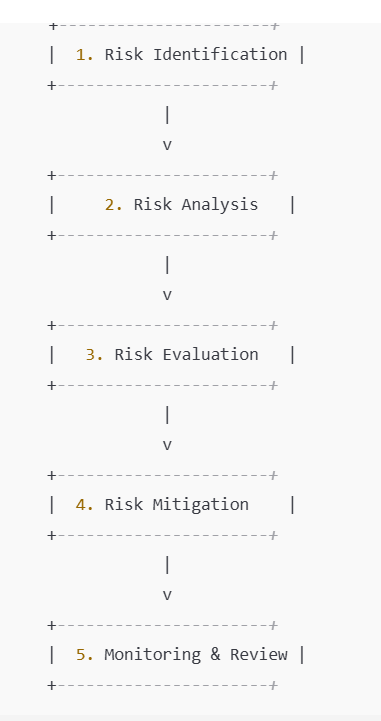 +----------------------+
|  1. Risk Identification |
+----------------------+
            |
            v
+----------------------+
|     2. Risk Analysis   |
+----------------------+
            |
            v
+----------------------+
|   3. Risk Evaluation   |
+----------------------+
            |
            v
+----------------------+
|  4. Risk Mitigation    |
+----------------------+
            |
            v
+----------------------+
|  5. Monitoring & Review |
+----------------------+